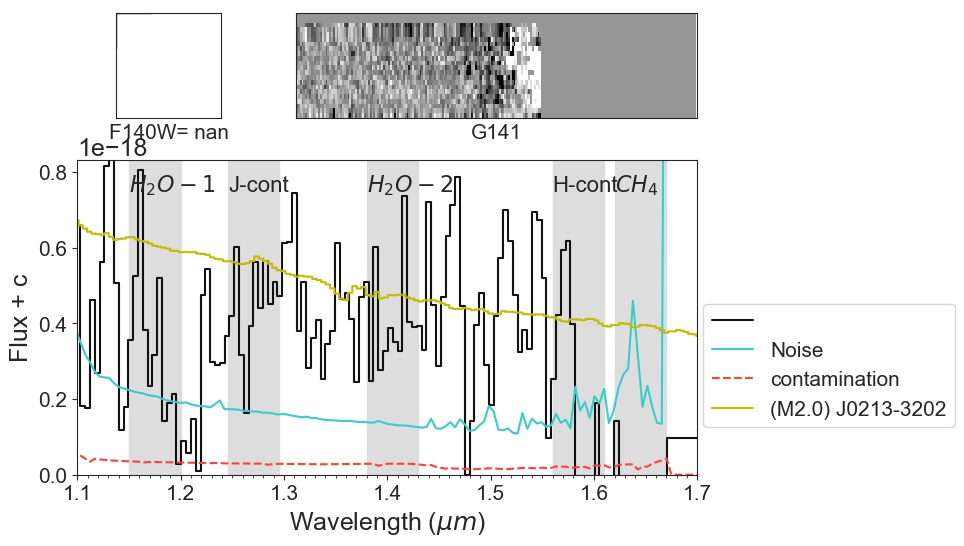 F140W= nan
G141
1e−18
H₂O − 1
J-cont
H₂O − 2
H-cont
CH₄
0.8
0.6
0.4
0.2
0.0
Flux + c
1.1
1.2
1.3
1.4
1.5
1.6
1.7
Wavelength (μm)
Noise
contamination
(M2.0) J0213-3202